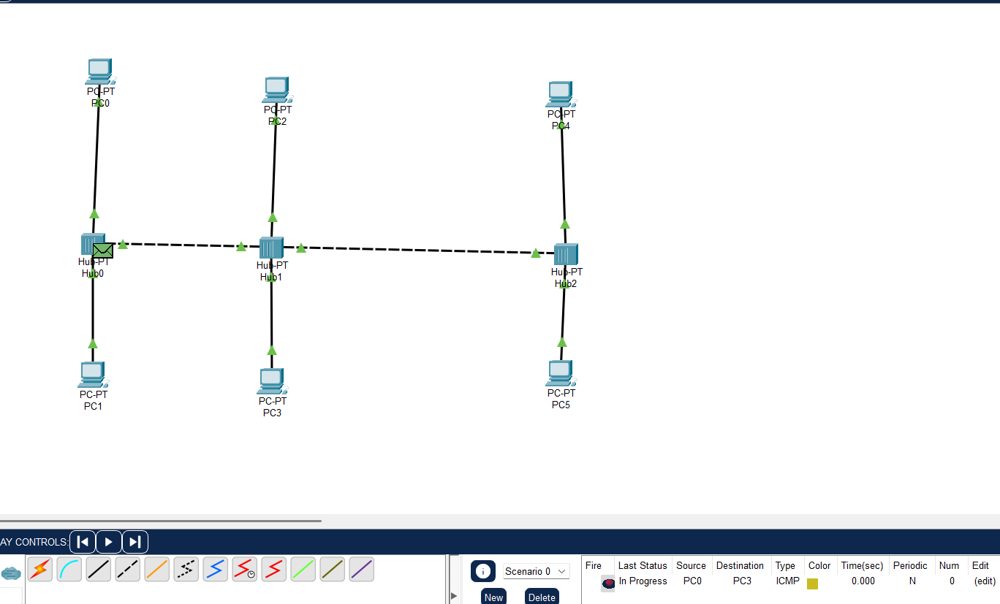 PC-PT
PC0
PC-PT
PC2
PC-PT
PC4
Hub-PT
Hub0
Hub-PT
Hub1
Hub-PT
Hub2
PC-PT
PC1
PC-PT
PC3
PC-PT
PC5
AY CONTROLS:
Scenario 0
New
Delete
Fire Last Status Source Destination Type Color Time(sec) Periodic Num Edit
In Progress PC0 PC3 ICMP 0.000 N 0 (edit)